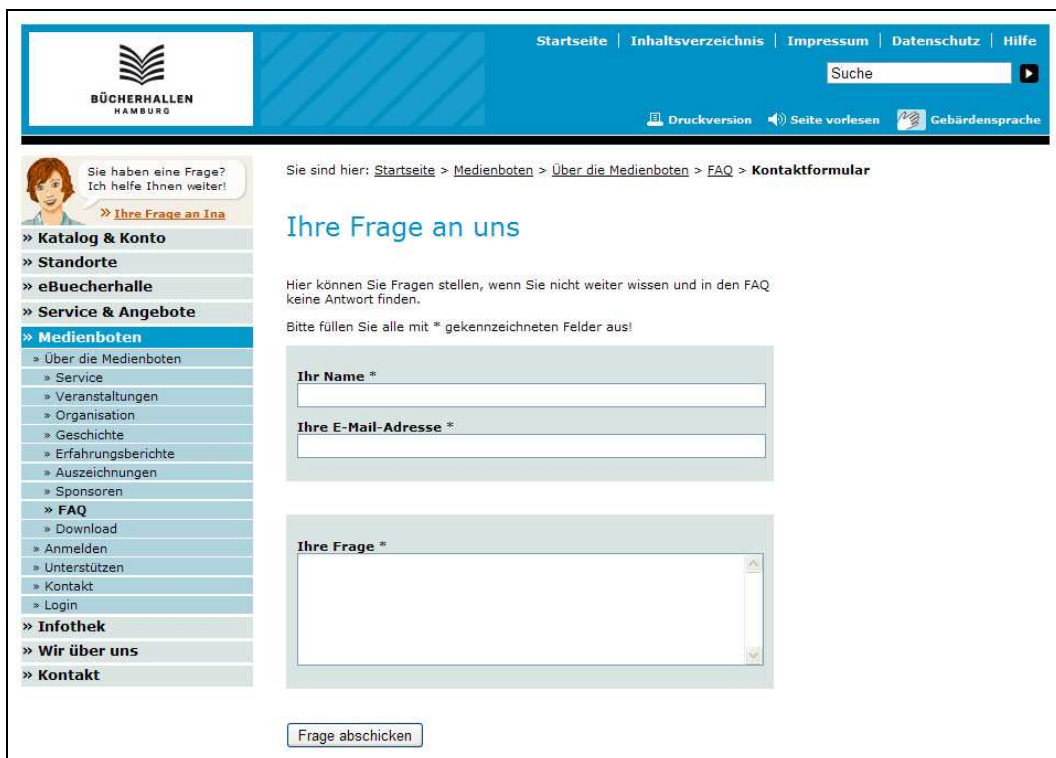 Startseite | Inhaltsverzeichnis | Impressum | Datenschutz | Hilfe
Suche
BÜCHERHALLEN
HAMBURG
Druckversion Seite vorlesen Gebärdensprache
Sie haben eine Frage?
Ich helfe Ihnen weiter!
» Ihre Frage an Ina
» Katalog & Konto
» Standorte
» eBuecherhalle
» Service & Angebote
» Medienboten
» Über die Medienboten
» Service
» Veranstaltungen
» Organisation
» Geschichte
» Erfahrungsberichte
» Auszeichnungen
» Sponsoren
» FAQ
» Download
» Anmelden
» Unterstützen
» Kontakt
» Login
» Infothek
» Wir über uns
» Kontakt
Sie sind hier: Startseite > Medienboten > Über die Medienboten > FAQ > Kontaktformular
Ihre Frage an uns
Hier können Sie Fragen stellen, wenn Sie nicht weiter wissen und in den FAQ
keine Antwort finden.
Bitte füllen Sie alle mit * gekennzeichneten Felder aus!
Ihr Name *
Ihre E-Mail-Adresse *
Ihre Frage *
Frage abschicken